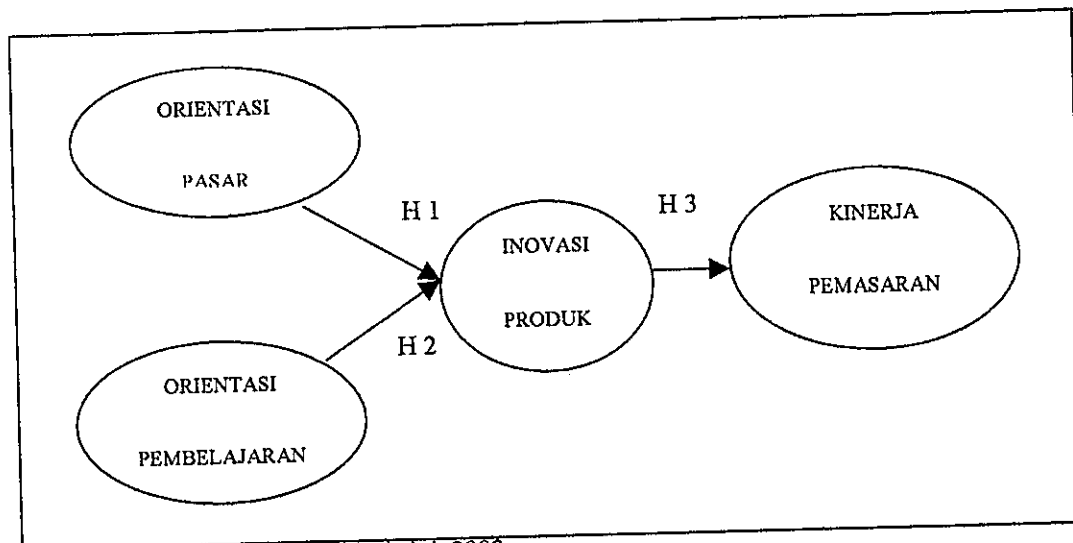 ORIENTASI
PASAR
H 1
H 3
INOVASI
PRODUK
KINERJA
PEMASARAN
H 2
ORIENTASI
PEMBELAJARAN